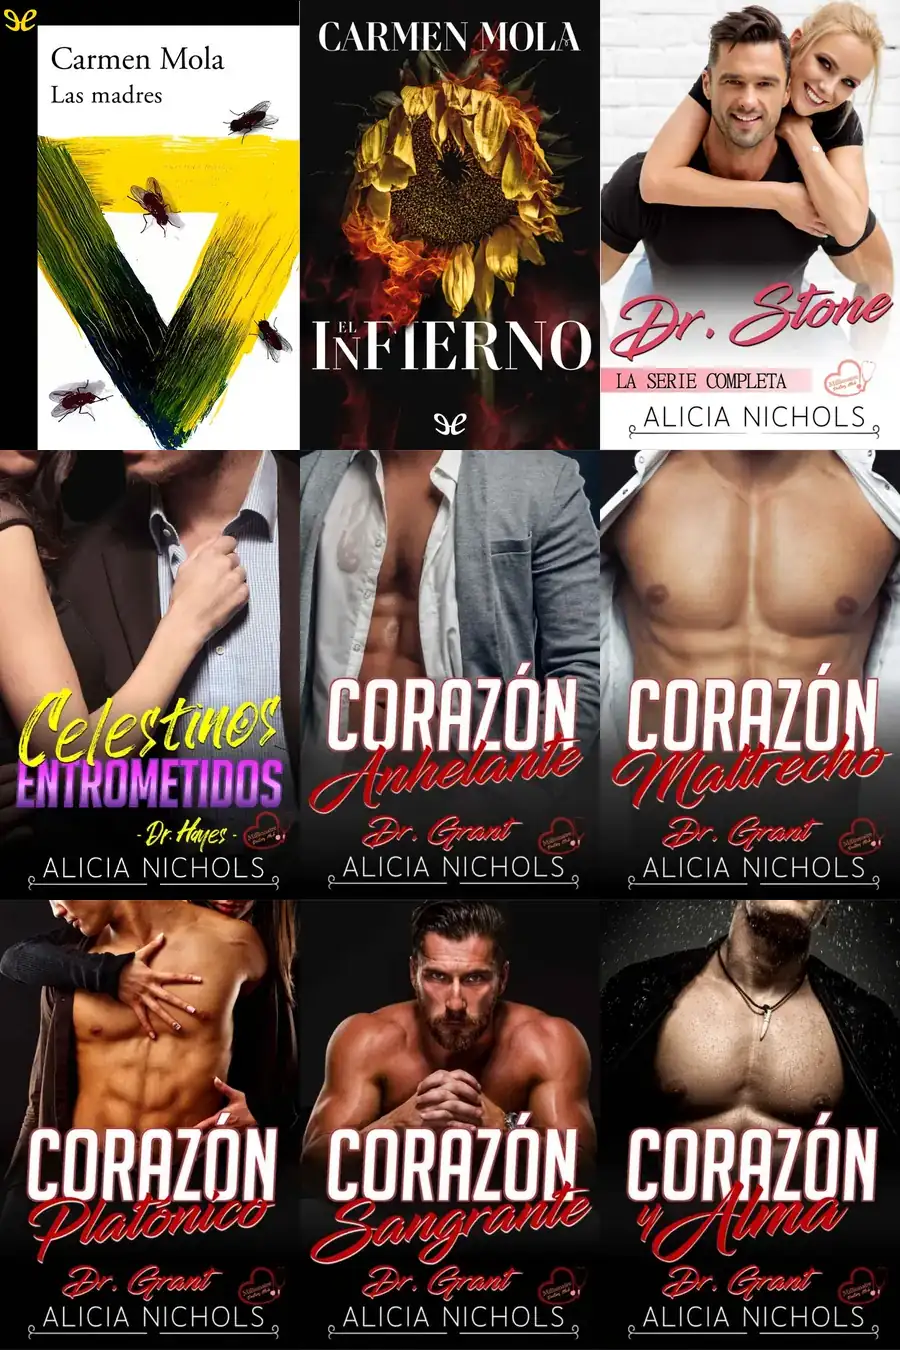 Carmen Mola
Las madres
CARMEN MOLA
EL
INFIERNO
Dr. Stone
LA SERIE COMPLETA
ALICIA NICHOLS
Celestinos
ENTROMETIDOS
- Dr. Hayes -
ALICIA NICHOLS
CORAZÓN
Anhelante
Dr. Grant
ALICIA NICHOLS
CORAZÓN
Maltrecho
Dr. Grant
ALICIA NICHOLS
CORAZÓN
Platónico
Dr. Grant
ALICIA NICHOLS
CORAZÓN
Sangrante
Dr. Grant
ALICIA NICHOLS
CORAZÓN
y Alma
Dr. Grant
ALICIA NICHOLS